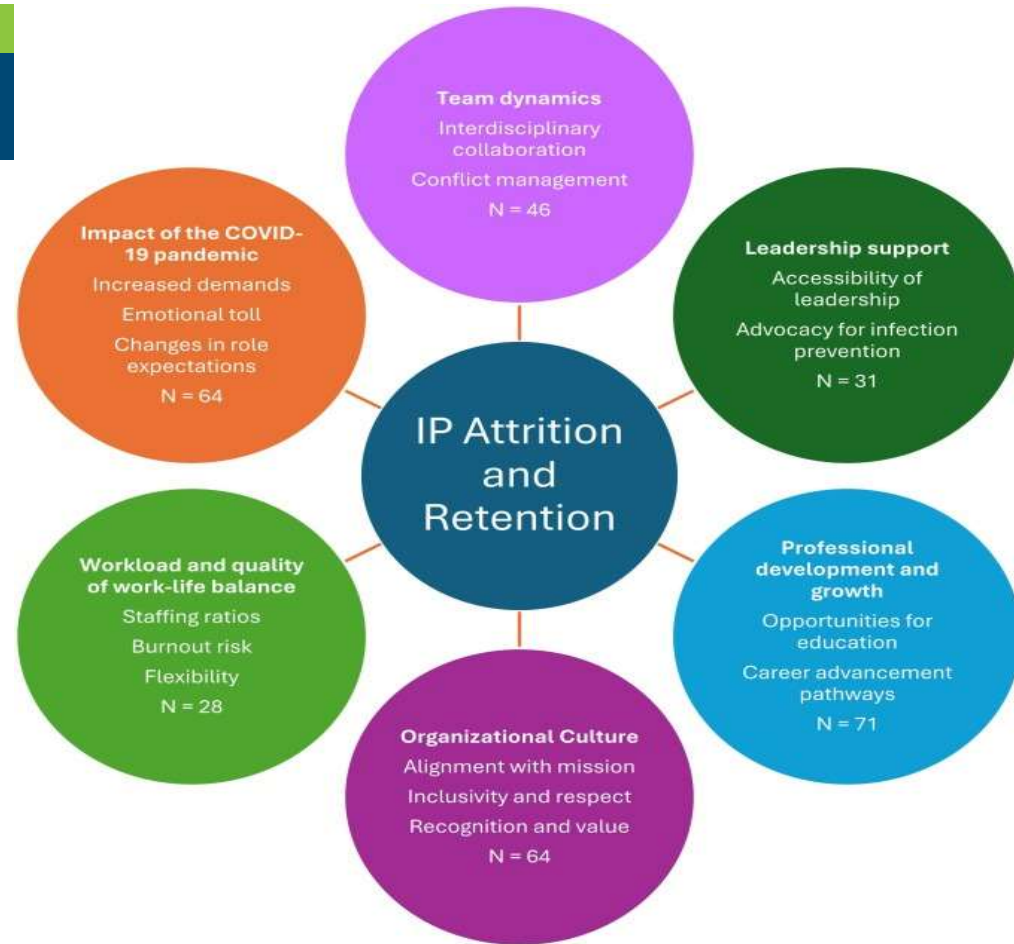 Team dynamics
Interdisciplinary
collaboration
Conflict management
N = 46
Leadership support
Accessibility of
leadership
Advocacy for infection
prevention
N = 31
Professional
development and
growth
Opportunities for
education
Career advancement
pathways
N = 71
Organizational Culture
Alignment with mission
Inclusivity and respect
Recognition and value
N = 64
Workload and quality
of work-life balance
Staffing ratios
Burnout risk
Flexibility
N = 28
Impact of the COVID-
19 pandemic
Increased demands
Emotional toll
Changes in role
expectations
N = 64
IP Attrition
and
Retention